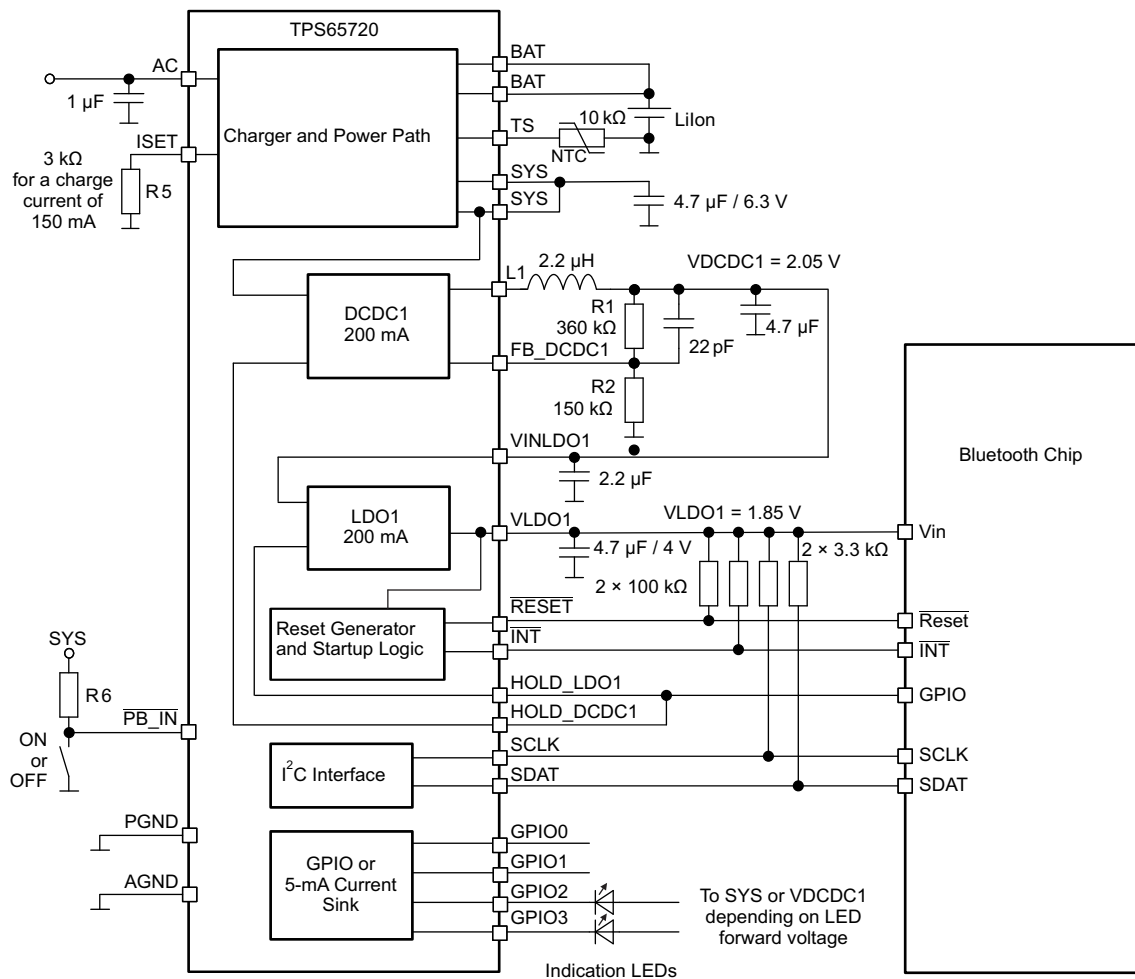 TPS65720
AC
1 µF
ISET
3 kΩ
for a charge
current of
150 mA
R5
Charger and Power Path
BAT
BAT
TS
10 kΩ
NTC
LiIon
SYS
SYS
4.7 µF / 6.3 V
DCDC1
200 mA
L1
2.2 µH
VDCDC1 = 2.05 V
R1
360 kΩ
22 pF
4.7 µF
FB_DCDC1
R2
150 kΩ
VINLDO1
2.2 µF
LDO1
200 mA
VLDO1
VLDO1 = 1.85 V
4.7 µF / 4 V
2 × 100 kΩ
2 × 3.3 kΩ
Bluetooth Chip
Vin
Reset Generator
and Startup Logic
RESET
INT
Reset
INT
SYS
R6
PB_IN
ON
or
OFF
HOLD_LDO1
HOLD_DCDC1
GPIO
I²C Interface
SCLK
SDAT
SCLK
SDAT
PGND
AGND
GPIO or
5-mA Current
Sink
GPIO0
GPIO1
GPIO2
GPIO3
To SYS or VDCDC1
depending on LED
forward voltage
Indication LEDs